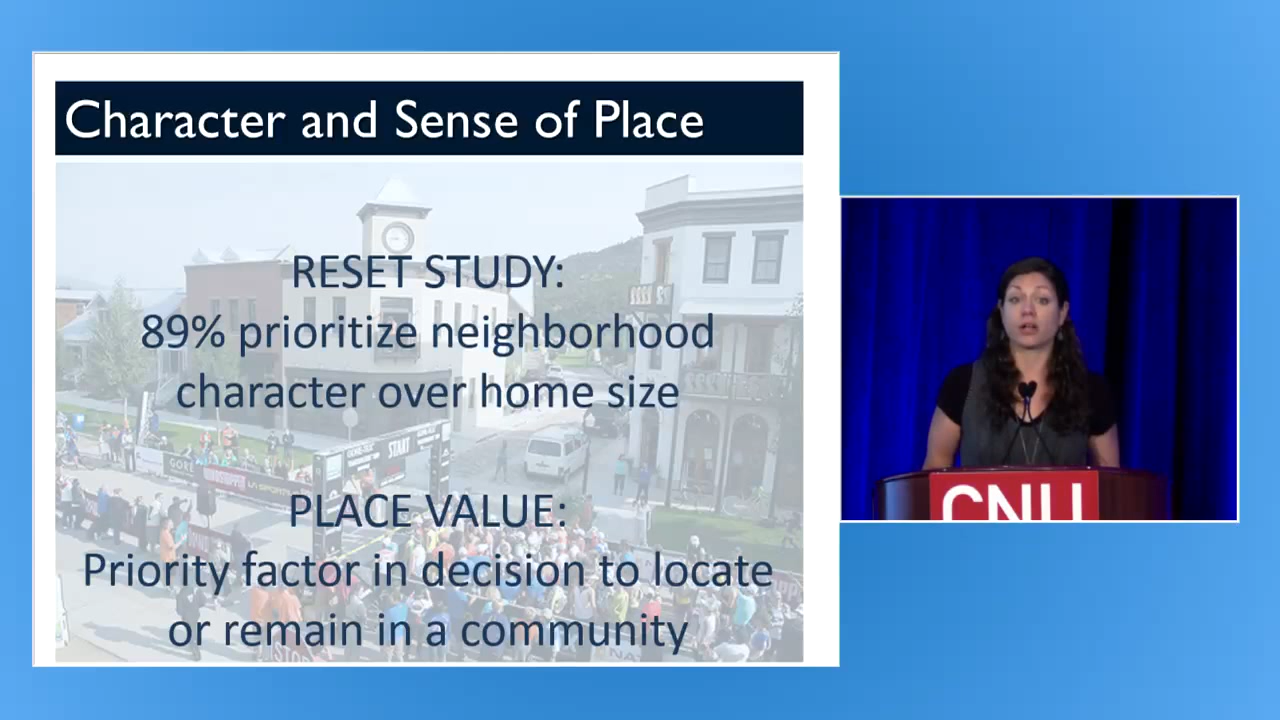 Character and Sense of Place
RESET STUDY:
89% prioritize neighborhood
character over home size
PLACE VALUE:
Priority factor in decision to locate
or remain in a community
START
GORE
CNU